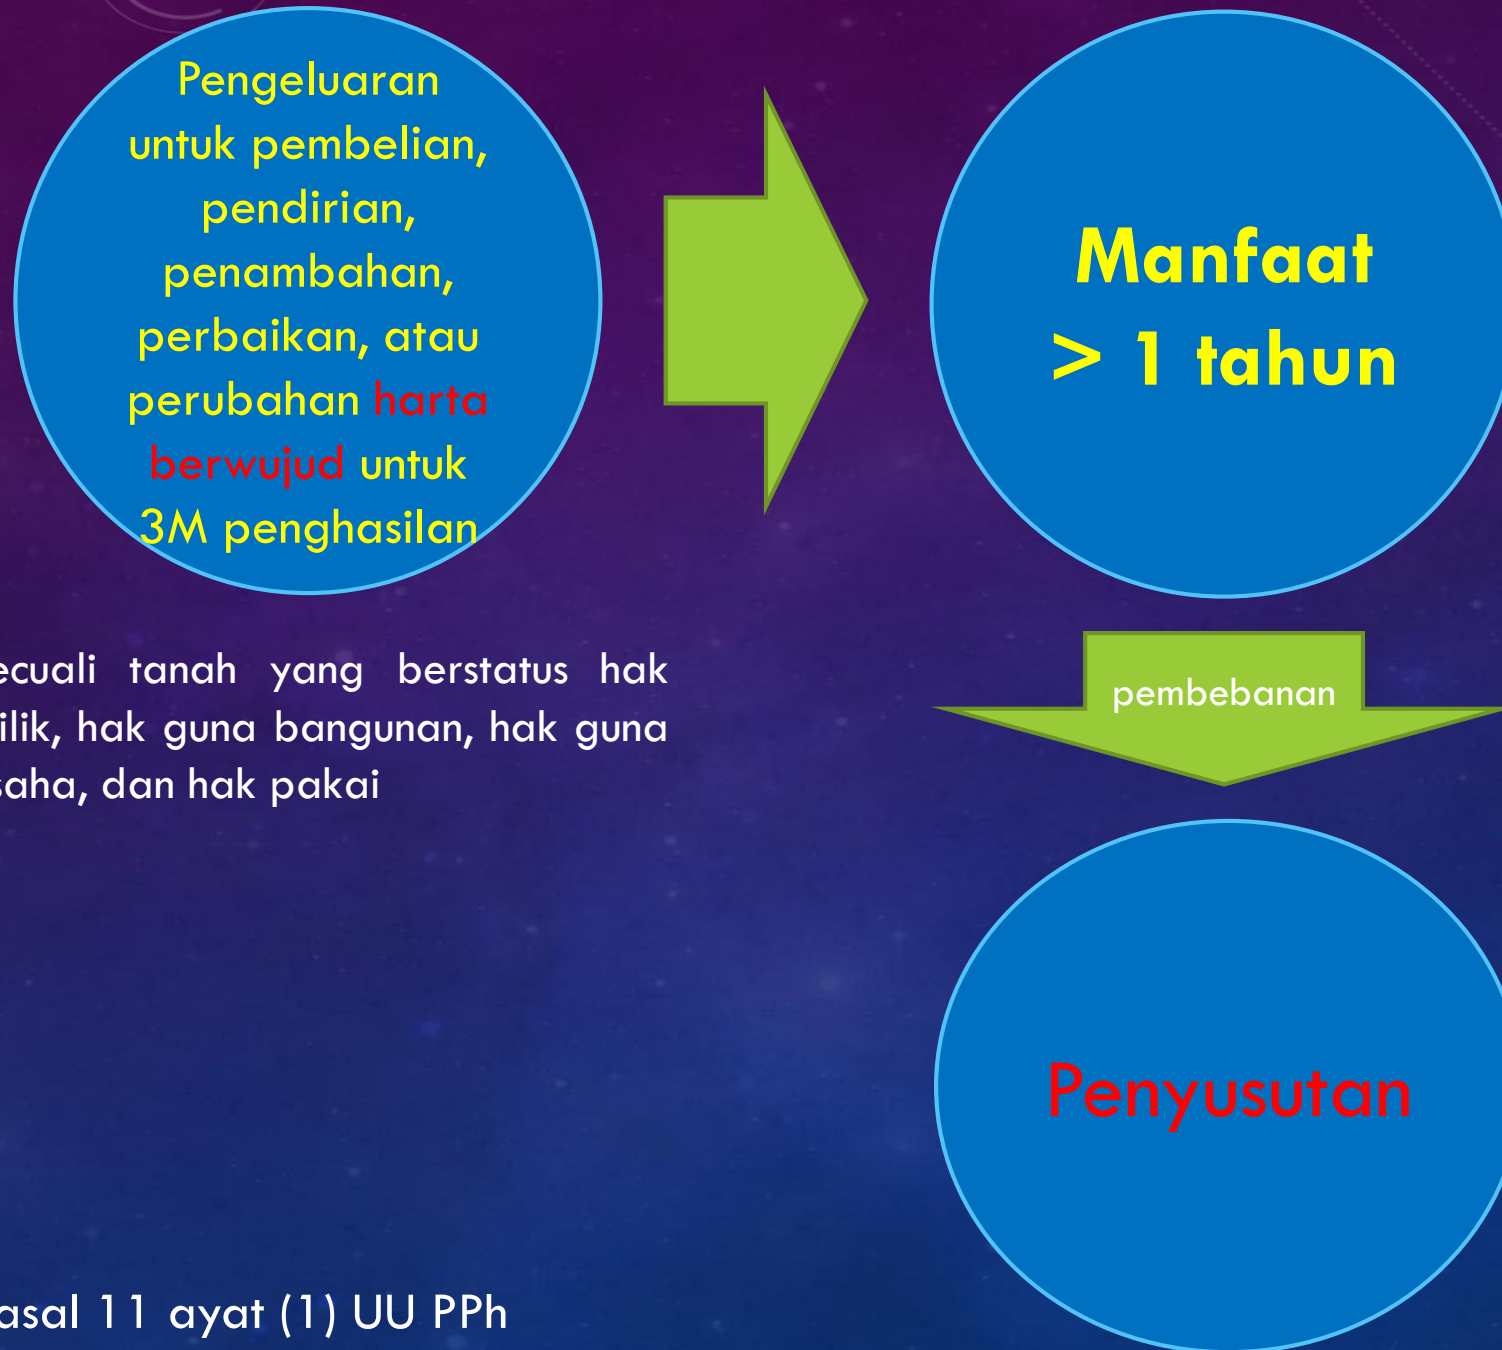 Pengeluaran
untuk pembelian,
pendirian,
penambahan,
perbaikan, atau
perubahan harta
berwujud untuk
3M penghasilan
Manfaat
> 1 tahun
ecuali tanah yang berstatus hak
ilik, hak guna bangunan, hak guna
saha, dan hak pakai
pembebanan
Penyusutan
asal 11 ayat (1) UU PPh